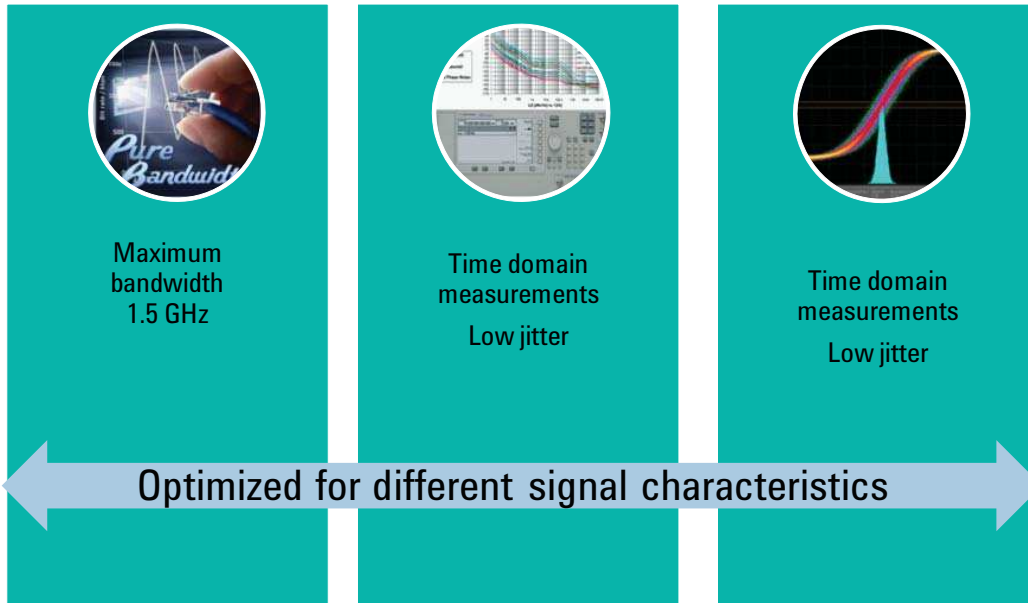 Pure
Maximum
bandwidth
1.5 GHz
Time domain
measurements
Low jitter
Time domain
measurements
Low jitter
Optimized for different signal characteristics